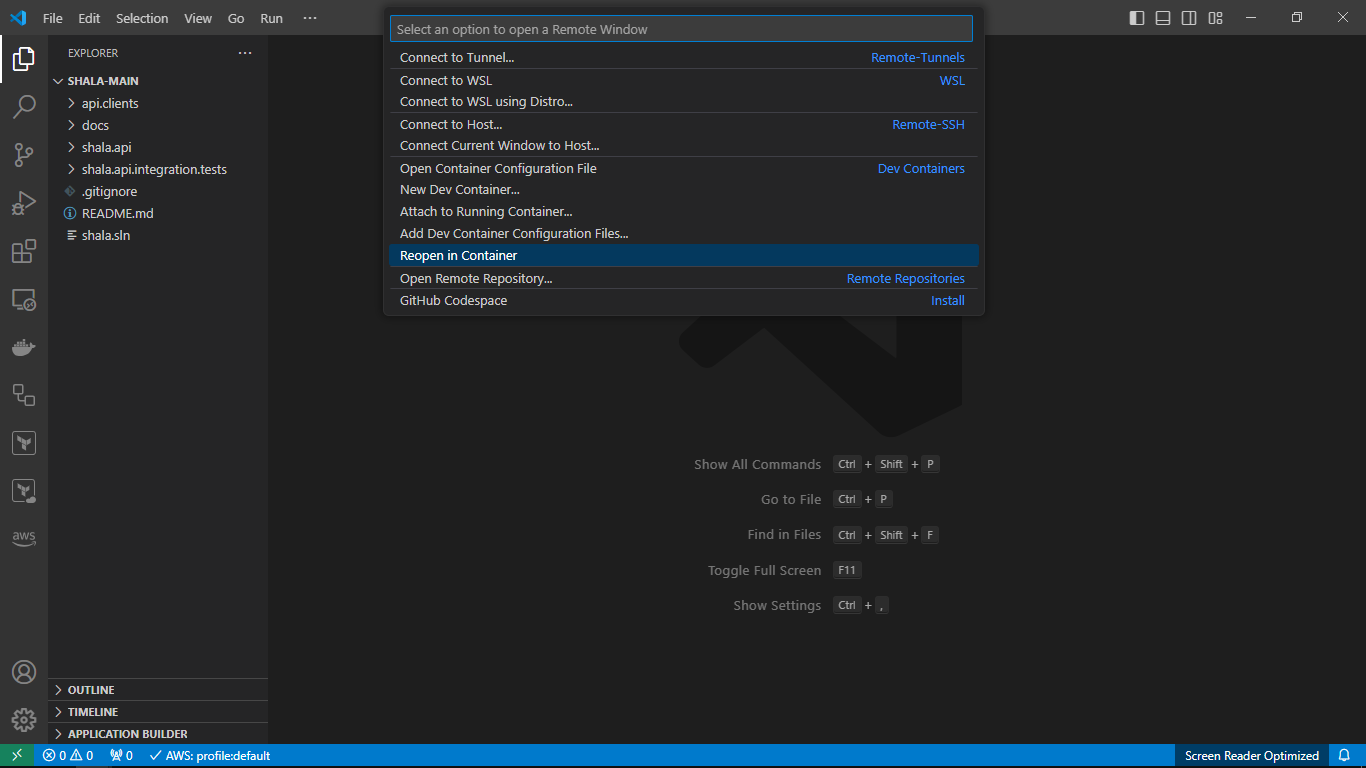 File Edit Selection View Go Run ···
Select an option to open a Remote Window
Connect to Tunnel... Remote-Tunnels
Connect to WSL WSL
Connect to WSL using Distro...
Connect to Host... Remote-SSH
Connect Current Window to Host...
Open Container Configuration File Dev Containers
New Dev Container...
Attach to Running Container...
Add Dev Container Configuration Files...
Reopen in Container
Open Remote Repository... Remote Repositories
GitHub Codespace Install
EXPLORER ···
SHALA-MAIN
api.clients
docs
shala.api
shala.api.integration.tests
.gitignore
README.md
shala.sln
aws
Show All Commands Ctrl + Shift + P
Go to File Ctrl + P
Find in Files Ctrl + Shift + F
Toggle Full Screen F11
Show Settings Ctrl + ,
OUTLINE
TIMELINE
APPLICATION BUILDER
0 0 0 AWS: profile:default Screen Reader Optimized